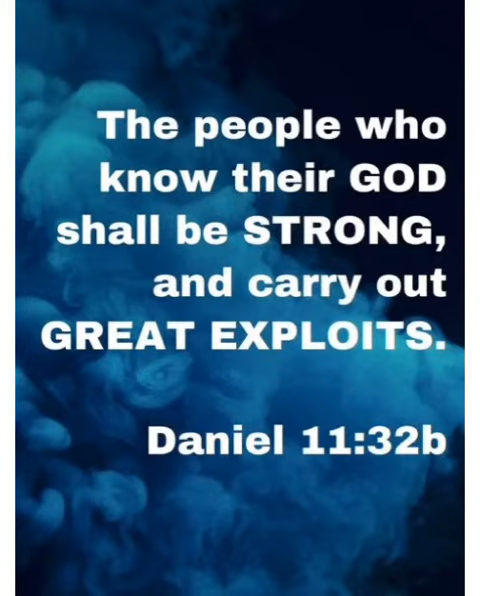 The people who
know their GOD
shall be STRONG,
and carry out
GREAT EXPLOITS.
Daniel 11:32b